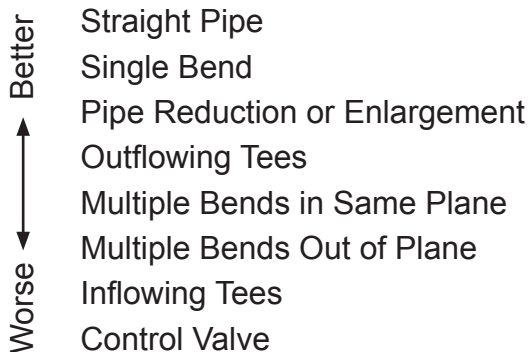 Better
Worse
Straight Pipe
Single Bend
Pipe Reduction or Enlargement
Outflowing Tees
Multiple Bends in Same Plane
Multiple Bends Out of Plane
Inflowing Tees
Control Valve